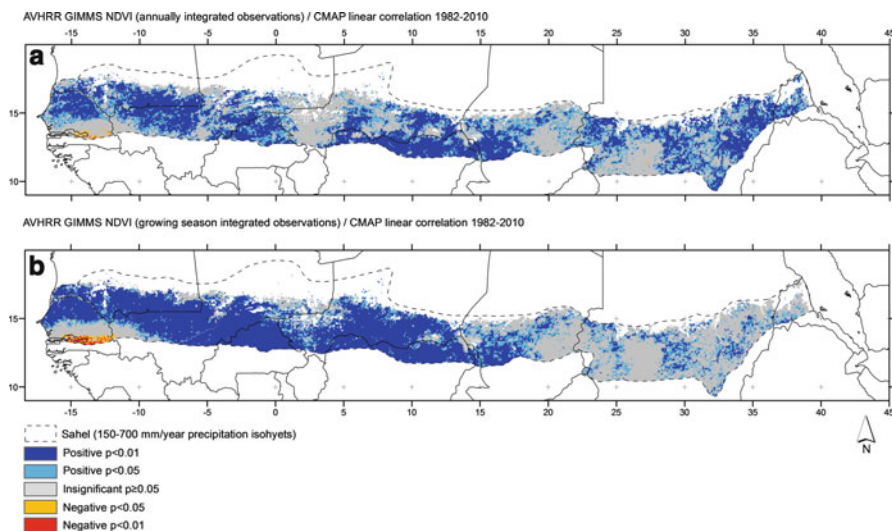 AVHRR GIMMS NDVI (annually integrated observations) / CMAP linear correlation 1982-2010
-15 -10 -5 0 5 10 15 20 25 30 35 40 45
a
15
10
AVHRR GIMMS NDVI (growing season integrated observations) / CMAP linear correlation 1982-2010
b
15
10
-15 -10 -5 0 5 10 15 20 25 30 35 40 45
Sahel (150-700 mm/year precipitation isohyets)
Positive p<0.01
Positive p<0.05
Insignificant p≥0.05
Negative p<0.05
Negative p<0.01
N